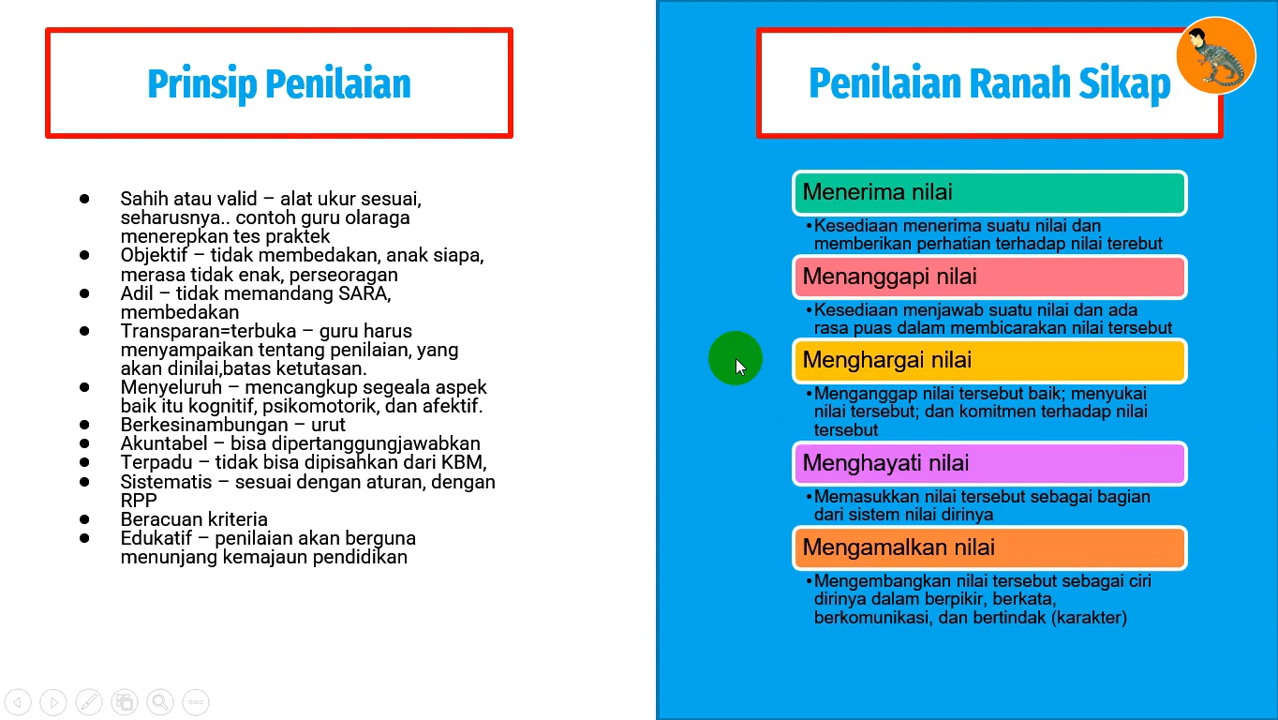 Prinsip Penilaian
Sahih atau valid – alat ukur sesuai,
seharusnya.. contoh guru olaraga
menerepkan tes praktek
Objektif – tidak membedakan, anak siapa,
merasa tidak enak, perseoragan
Adil – tidak memandang SARA,
membedakan
Transparan=terbuka – guru harus
menyampaikan tentang penilaian, yang
akan dinilai,batas ketutasan.
Menyeluruh – mencangkup segeala aspek
baik itu kognitif, psikomotorik, dan afektif.
Berkesinambungan – urut
Akuntabel – bisa dipertanggungjawabkan
Terpadu – tidak bisa dipisahkan dari KBM,
Sistematis – sesuai dengan aturan, dengan
RPP
Beracuan kriteria
Edukatif – penilaian akan berguna
menunjang kemajaun pendidikan
Penilaian Ranah Sikap
Menerima nilai
•Kesediaan menerima suatu nilai dan
memberikan perhatian terhadap nilai terebut
Menanggapi nilai
•Kesediaan menjawab suatu nilai dan ada
rasa puas dalam membicarakan nilai tersebut
Menghargai nilai
•Menganggap nilai tersebut baik; menyukai
nilai tersebut; dan komitmen terhadap nilai
tersebut
Menghayati nilai
•Memasukkan nilai tersebut sebagai bagian
dari sistem nilai dirinya
Mengamalkan nilai
•Mengembangkan nilai tersebut sebagai ciri
dirinya dalam berpikir, berkata,
berkomunikasi, dan bertindak (karakter)